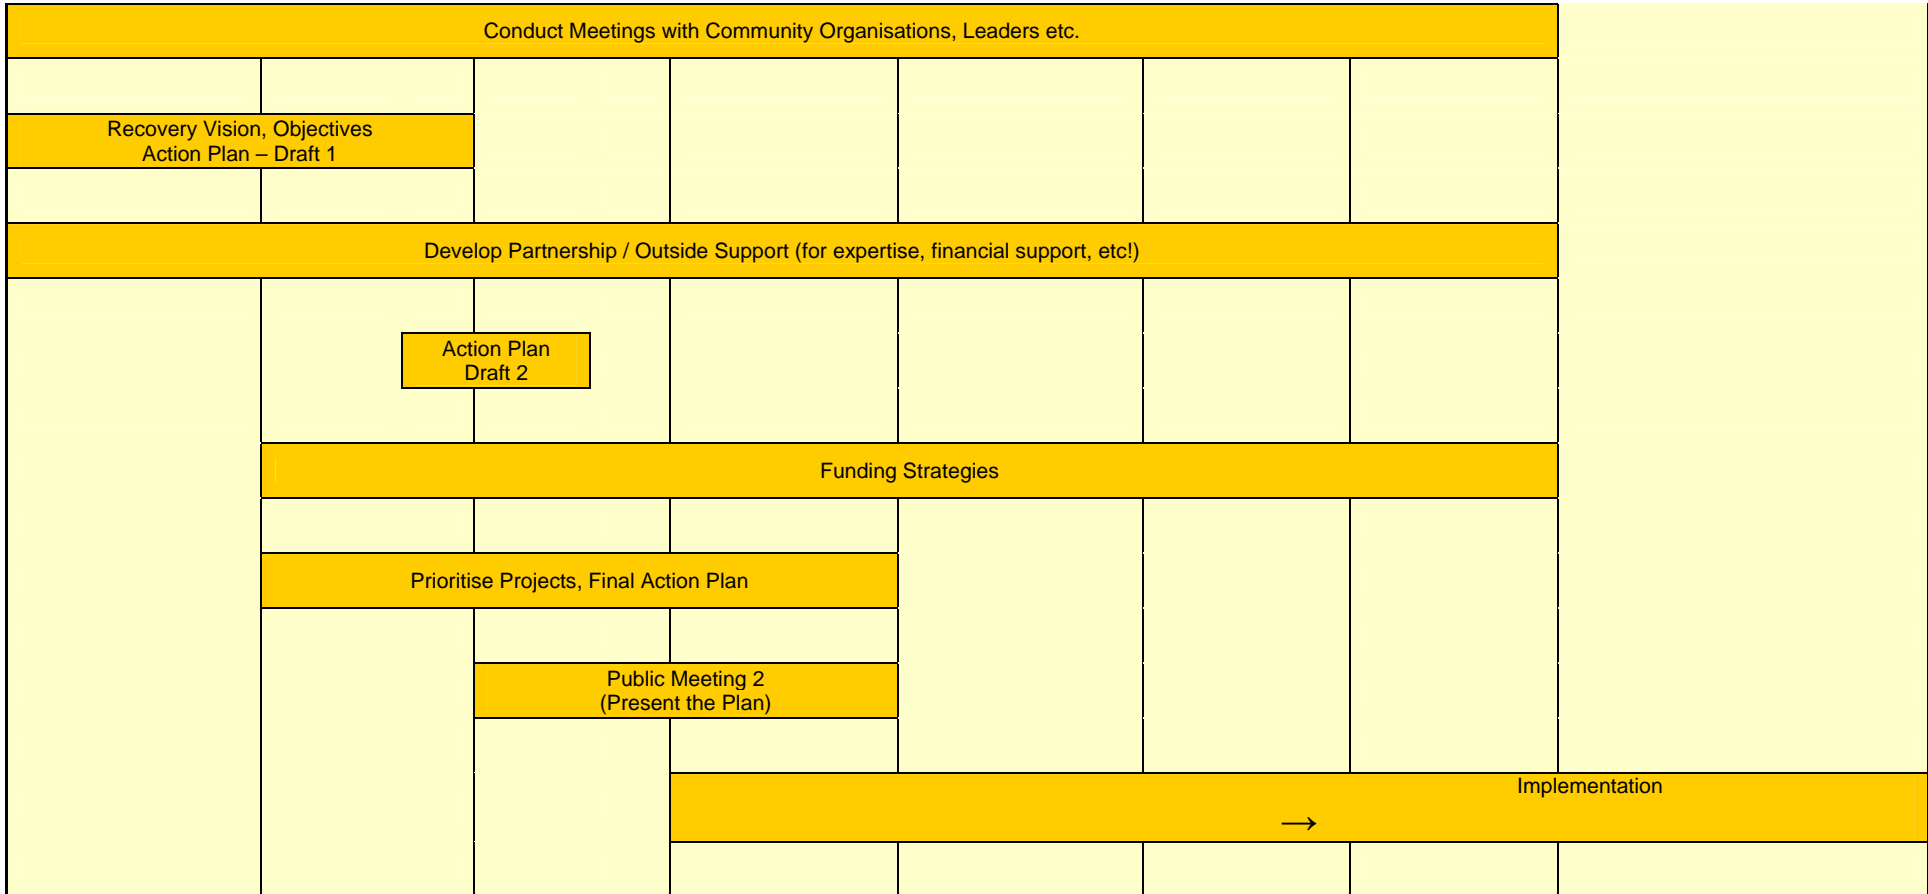 Conduct Meetings with Community Organisations, Leaders etc.
Recovery Vision, Objectives
Action Plan – Draft 1
Develop Partnership / Outside Support (for expertise, financial support, etc!)
Action Plan
Draft 2
Funding Strategies
Prioritise Projects, Final Action Plan
Public Meeting 2
(Present the Plan)
Implementation
→